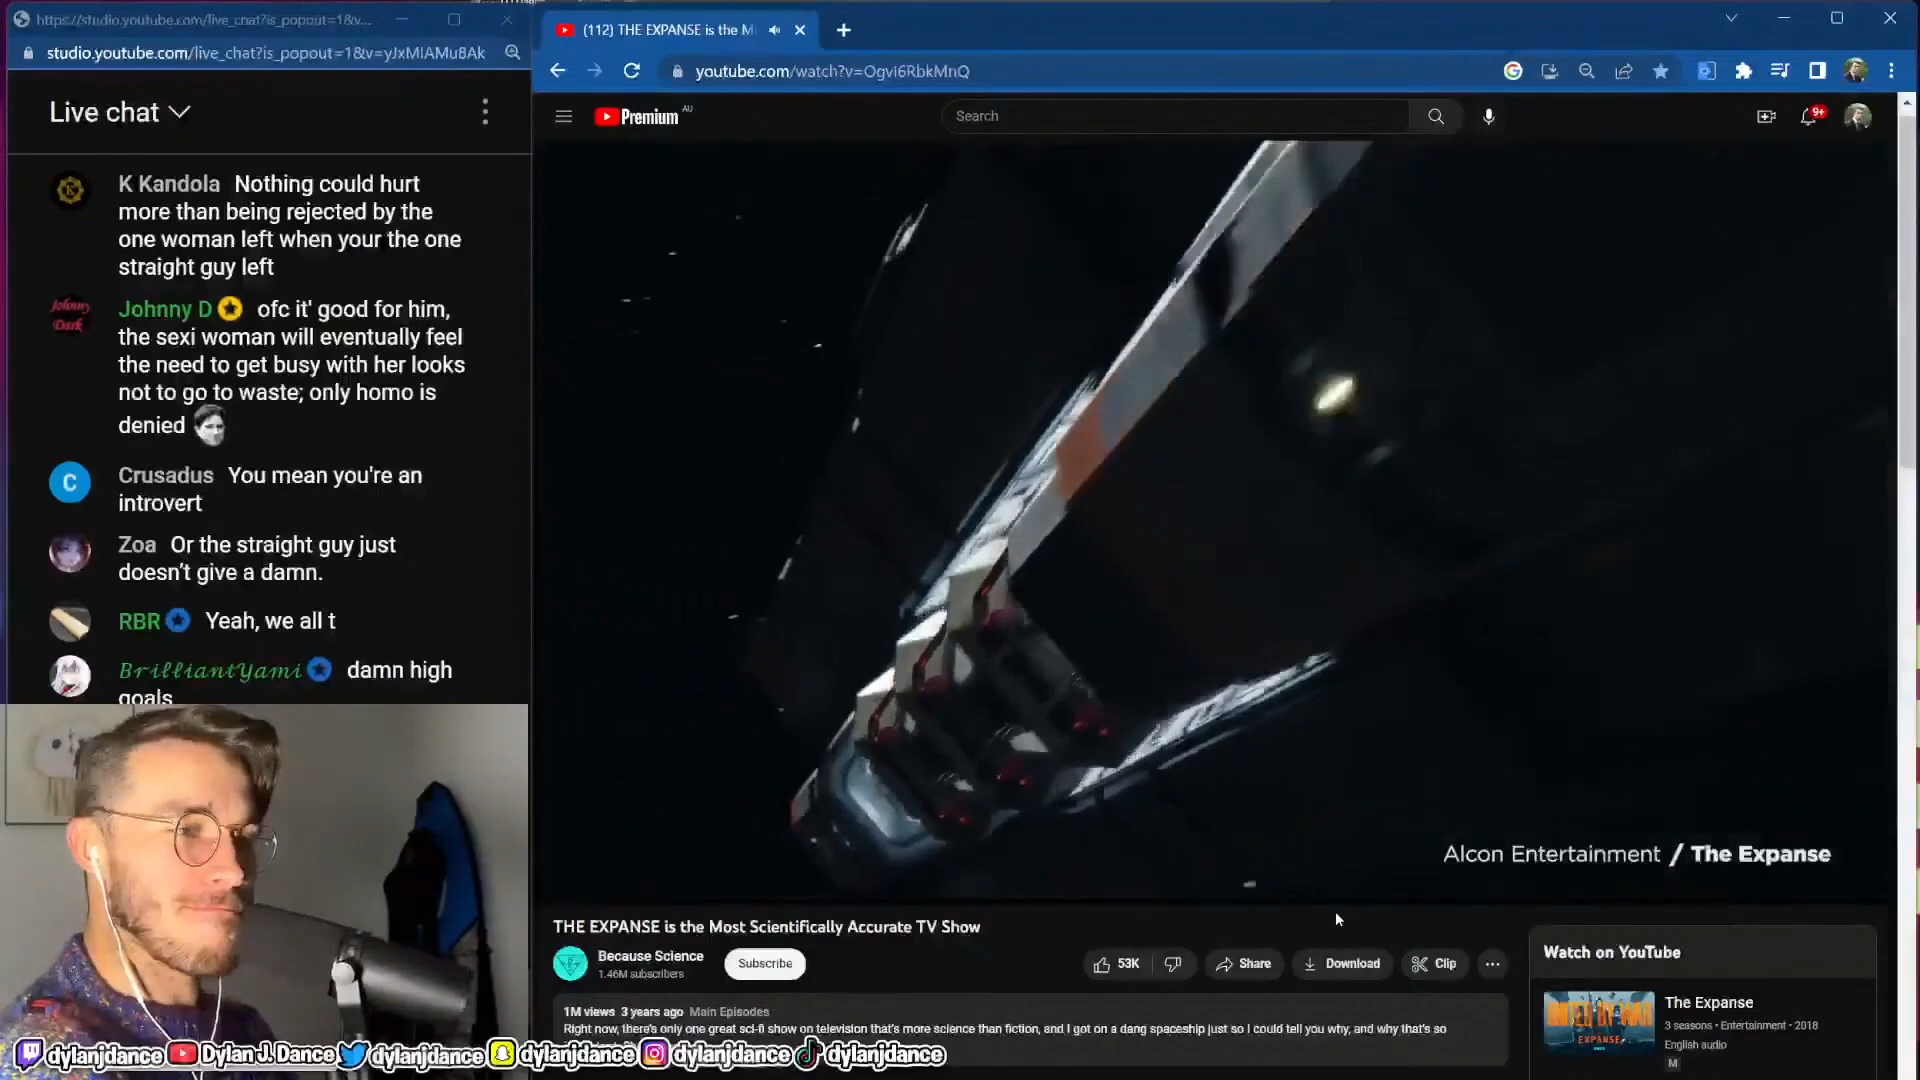 https://studio.youtube.com/live_chat?is_popout=1&v...
studio.youtube.com/live_chat?is_popout=1&v=yJxMIAMu8Ak
Live chat
K Kandola Nothing could hurt
more than being rejected by the
one woman left when your the one
straight guy left
Johnny Dark
Johnny D ofc it' good for him,
the sexi woman will eventually feel
the need to get busy with her looks
not to go to waste; only homo is
denied
C
Crusadus You mean you're an
introvert
Zoa Or the straight guy just
doesn't give a damn.
RBR Yeah, we all t
BrilliantYami damn high
goals
(112) THE EXPANSE is the M
youtube.com/watch?v=OgvI6RbkMnQ
Premium AU
Search
9+
Alcon Entertainment / The Expanse
THE EXPANSE is the Most Scientifically Accurate TV Show
Because Science
1.46M subscribers
Subscribe
53K
Share
Download
Clip
1M views 3 years ago Main Episodes
Right now, there's only one great sci-fi show on television that's more science than fiction, and I got on a dang spaceship just so I could tell you why, and why that's so
Watch on YouTube
EXPANSE
The Expanse
3 seasons • Entertainment • 2018
English audio
M
dylanjdance Dylan J. Dance dylanjdance dylanjdance dylanjdance dylanjdance